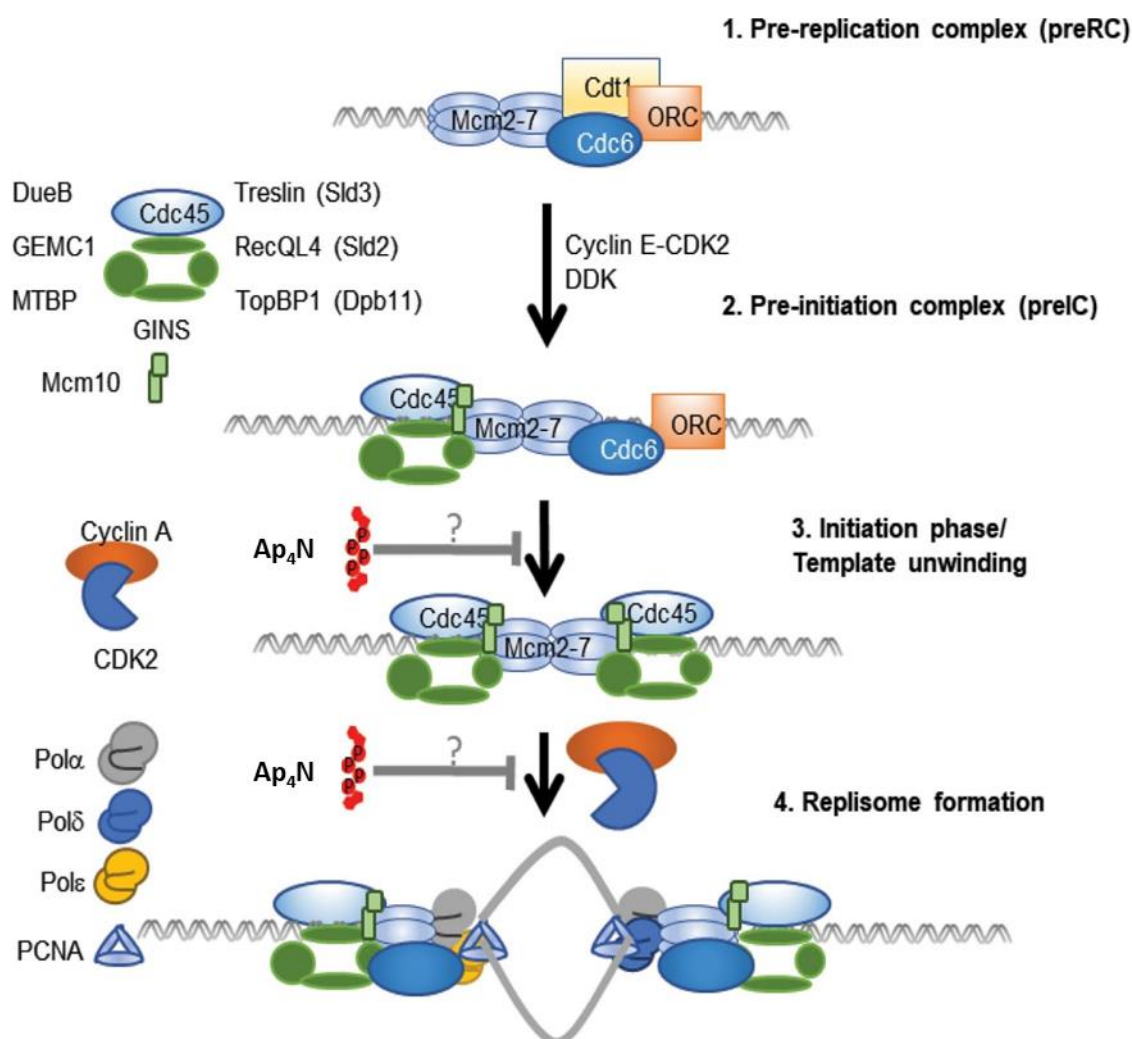 1. Pre-replication complex (preRC)
Cdt1
Mcm2-7
ORC
Cdc6
DueB
Cdc45
Treslin (Sld3)
GEMC1
RecQL4 (Sld2)
MTBP
TopBP1 (Dpb11)
GINS
Mcm10
Cyclin E-CDK2
DDK
2. Pre-initiation complex (preIC)
Cdc45
Mcm2-7
Cdc6
ORC
Cyclin A
CDK2
Ap₄N
P
P
P
P
?
3. Initiation phase/
Template unwinding
Cdc45
Mcm2-7
Cdc45
Ap₄N
P
P
P
P
?
4. Replisome formation
Polα
Polδ
Polε
PCNA